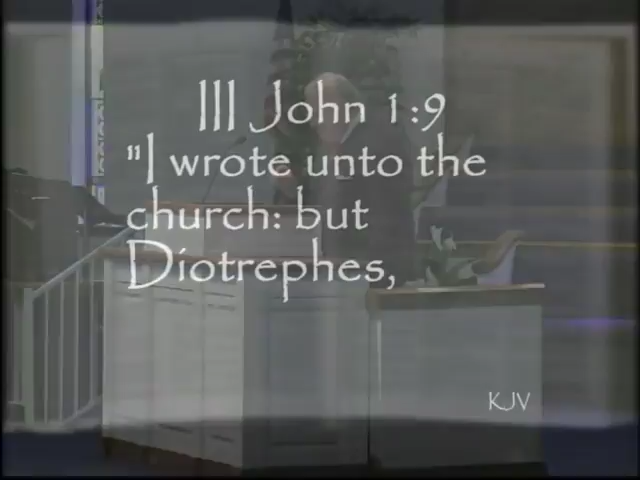 III John 1:9
"I wrote unto the
church: but
Diotrephes,
KJV